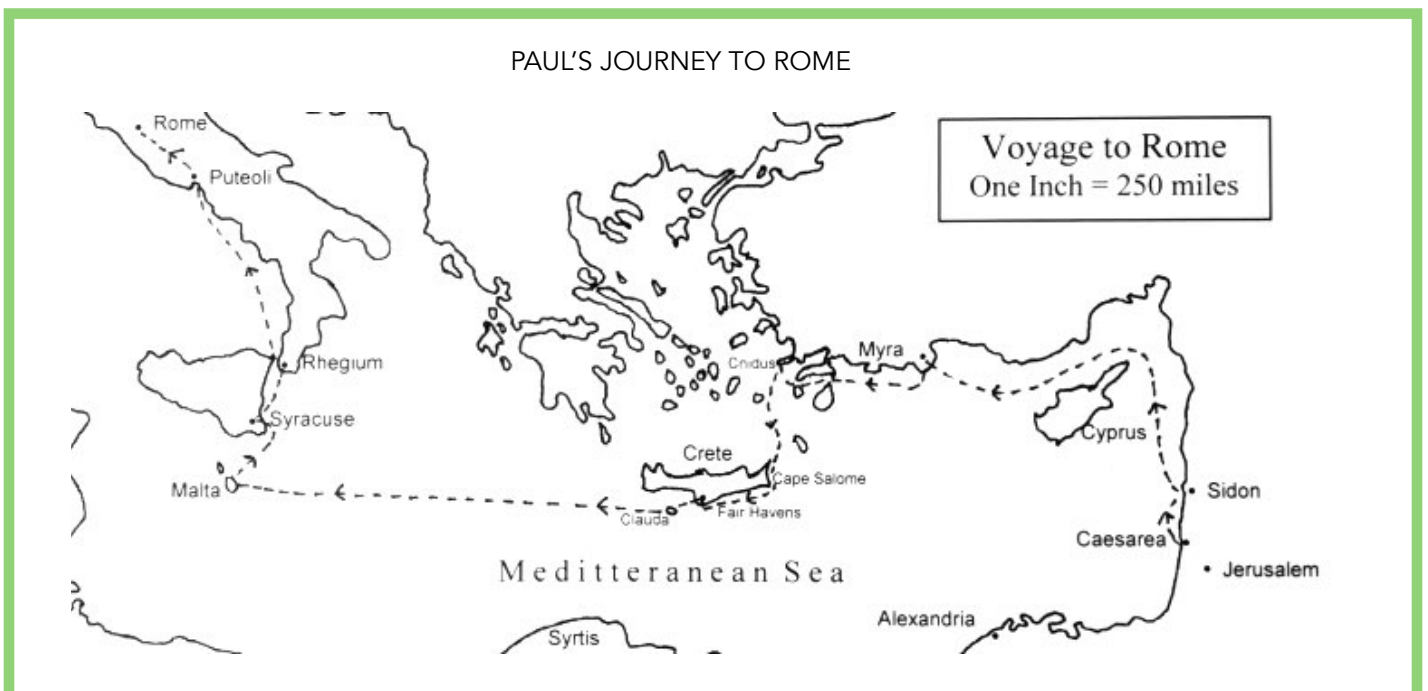 PAUL'S JOURNEY TO ROME
Voyage to Rome
One Inch = 250 miles
Rome
Puteoli
Rhegium
Syracuse
Malta
Cnidus
Myra
Crete
Cape Salome
Fair Havens
Clauda
Cyprus
Sidon
Caesarea
Jerusalem
Meditteranean Sea
Alexandria
Syrtis